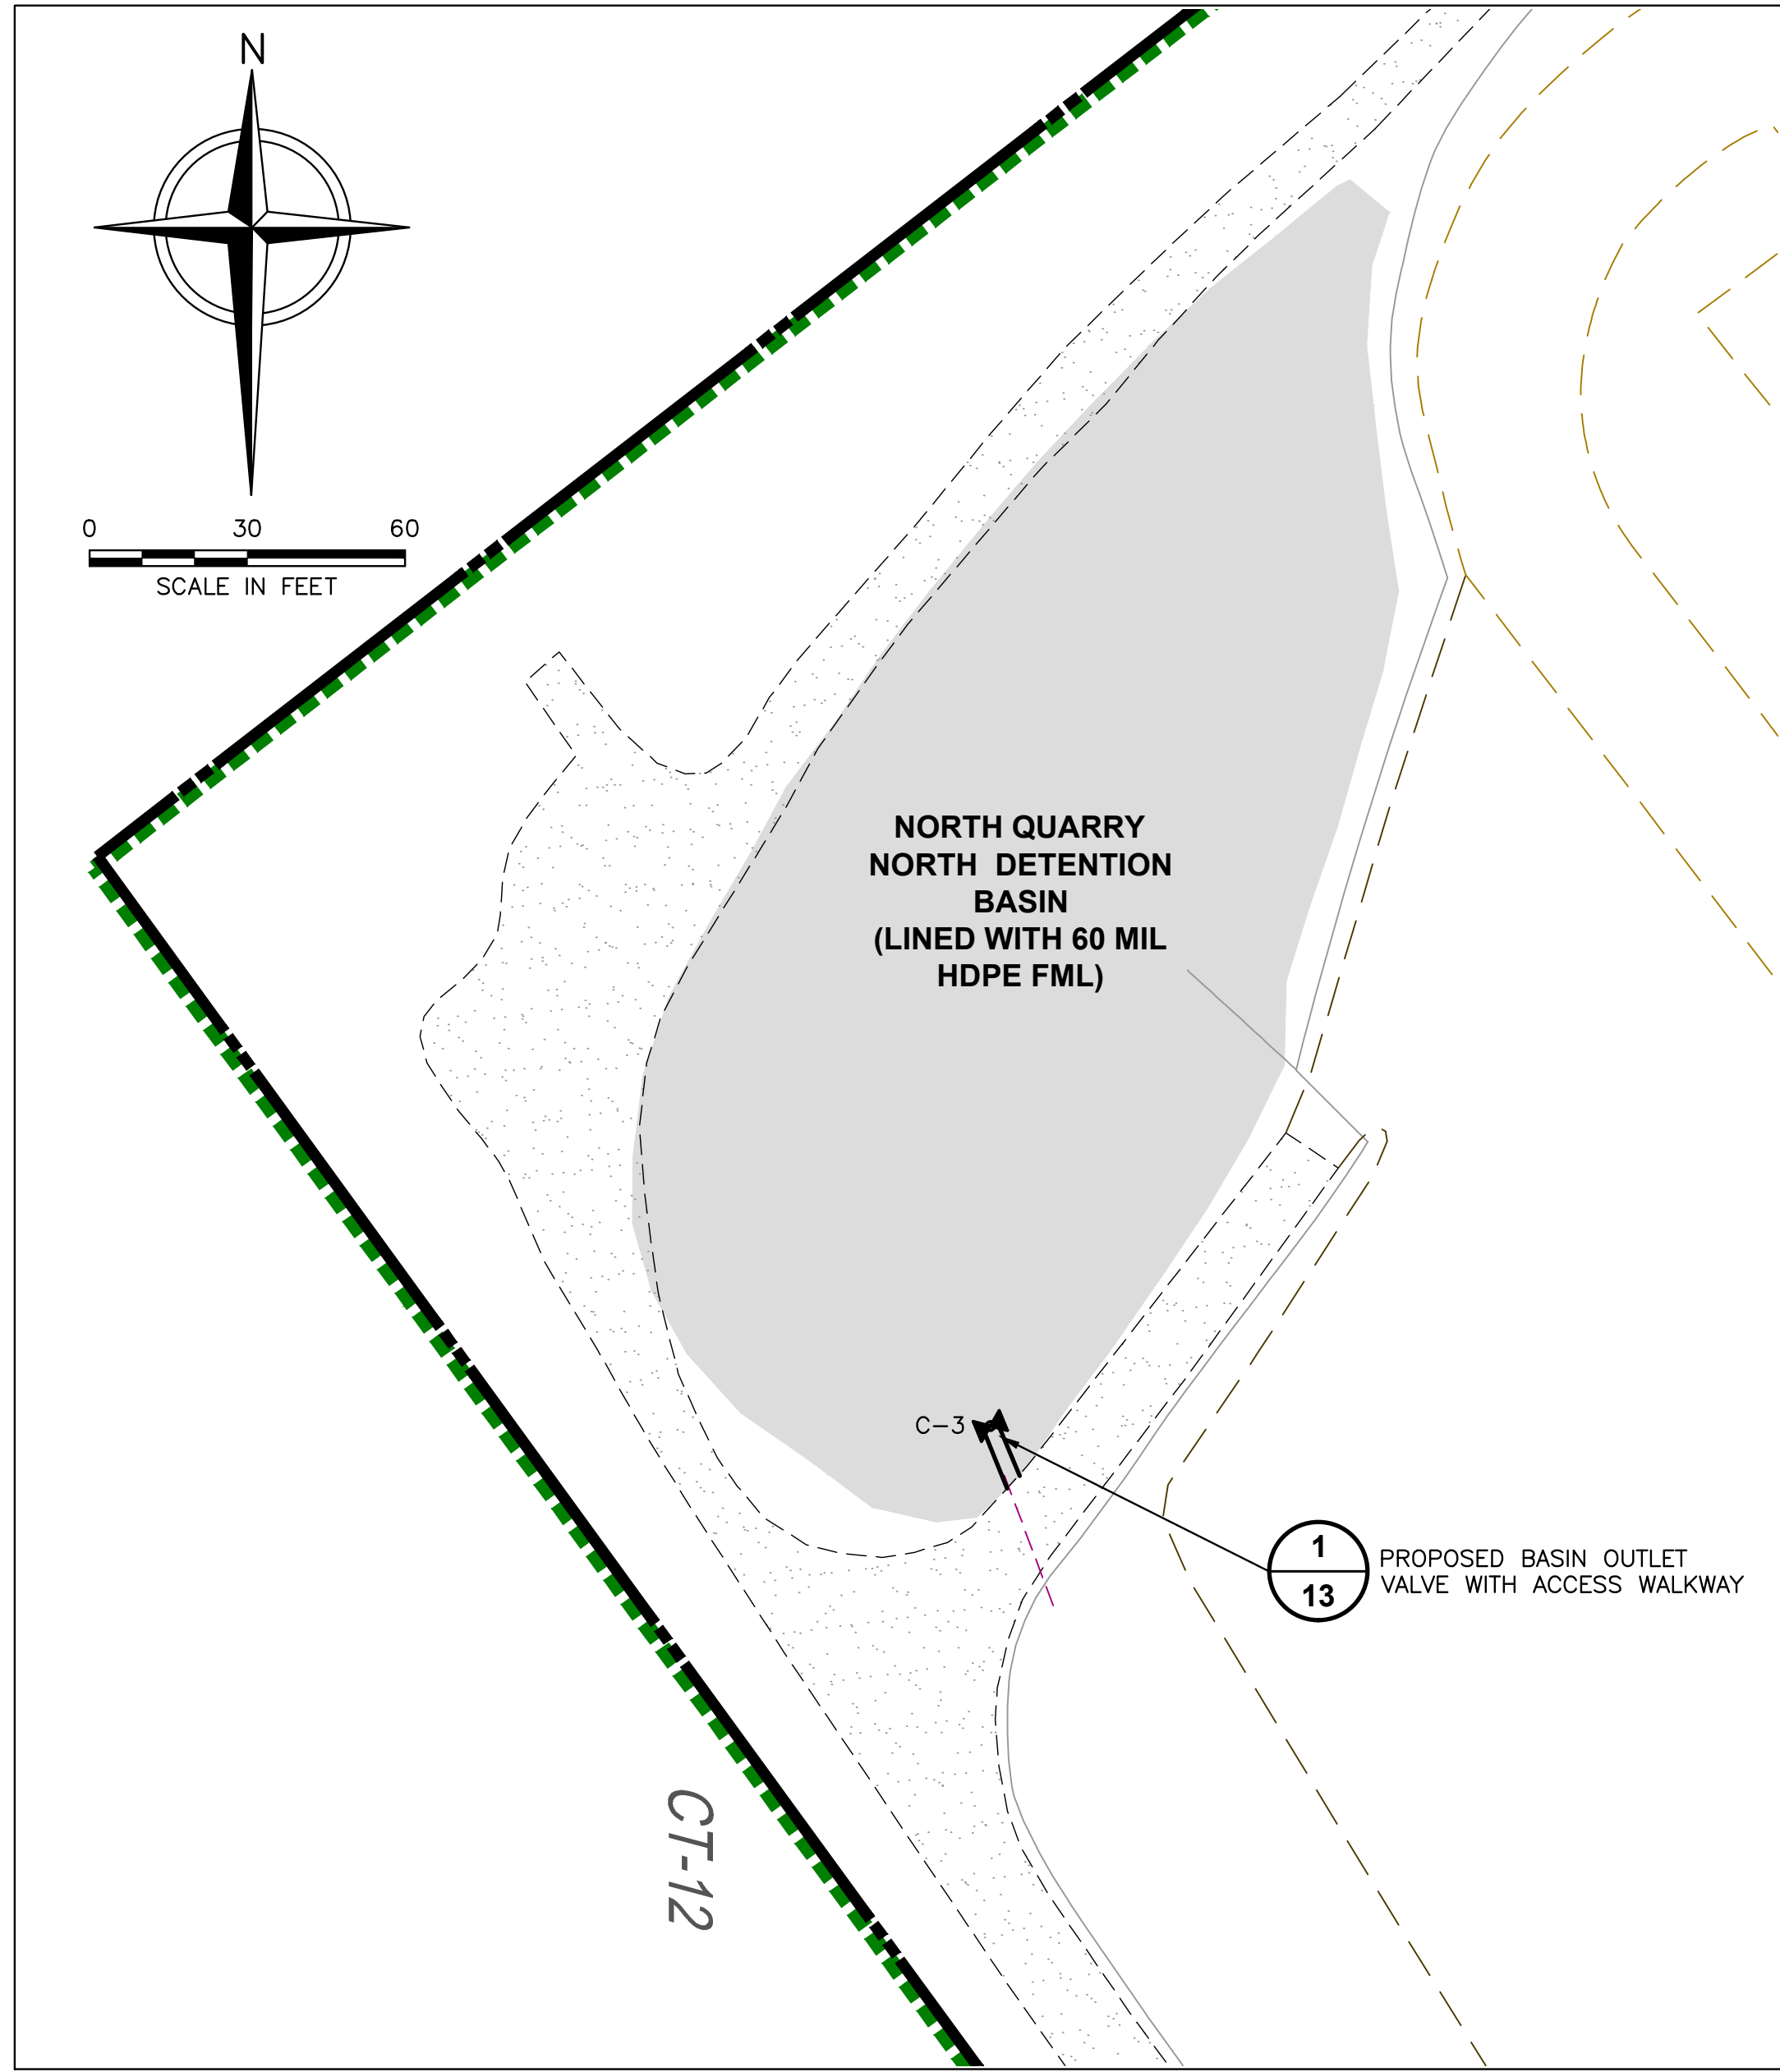 N
0 30 60
SCALE IN FEET
NORTH QUARRY
NORTH DETENTION
BASIN
(LINED WITH 60 MIL
HDPE FML)
C-3
1
13
PROPOSED BASIN OUTLET
VALVE WITH ACCESS WALKWAY
CT-12